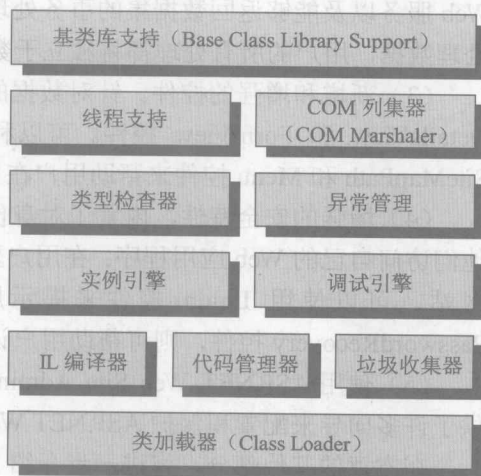 基类库支持（Base Class Library Support）
线程支持
COM 列集器
（COM Marshaler）
类型检查器
异常管理
实例引擎
调试引擎
IL 编译器
代码管理器
垃圾收集器
类加载器（Class Loader）